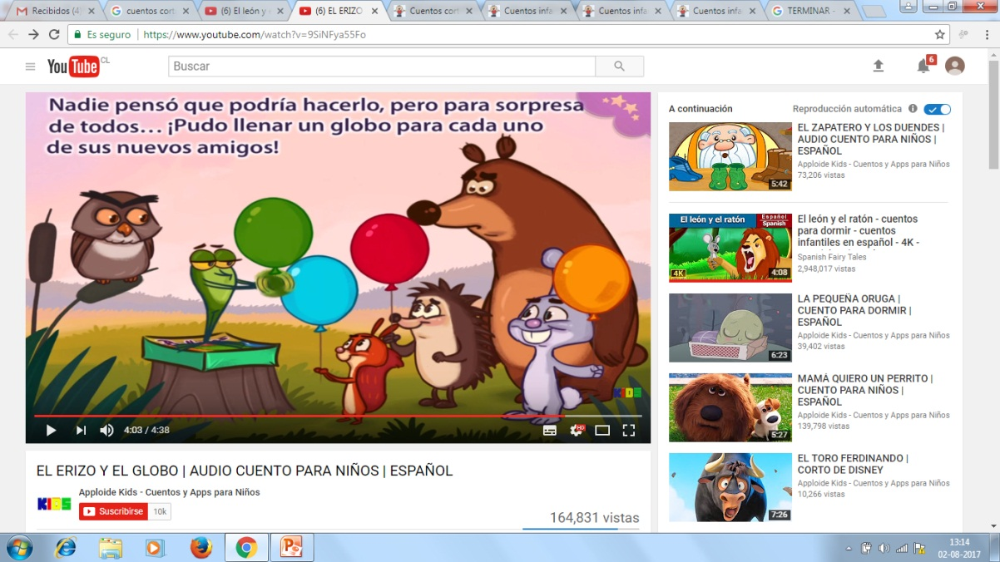 Recibidos (4)
cuentos cort
(6) El león y
(6) EL ERIZO
Cuentos cort
Cuentos infa
Cuentos infa
Cuentos infa
TERMINAR -
Es seguro
https://www.youtube.com/watch?v=9SiNFya55Fo
YouTube CL
Buscar
6
Nadie pensó que podría hacerlo, pero para sorpresa
de todos... ¡Pudo llenar un globo para cada uno
de sus nuevos amigos!
KIDS
4:03 / 4:38
HD
EL ERIZO Y EL GLOBO | AUDIO CUENTO PARA NIÑOS | ESPAÑOL
KIDS
Apploide Kids - Cuentos y Apps para Niños
Suscribirse 10k
164,831 vistas
A continuación
Reproducción automática
EL ZAPATERO Y LOS DUENDES |
AUDIO CUENTO PARA NIÑOS |
ESPAÑOL
Apploide Kids - Cuentos y Apps para Niños
73,206 vistas
5:42
El león y el ratón
Español
Spanish
4K
4:08
El león y el ratón - cuentos
para dormir - cuentos
infantiles en español - 4K -
Spanish Fairy Tales
2,948,017 vistas
LA PEQUEÑA ORUGA |
CUENTO PARA DORMIR |
ESPAÑOL
Apploide Kids - Cuentos y Apps para Niños
39,402 vistas
6:23
MAMÁ QUIERO UN PERRITO |
CUENTO PARA NIÑOS |
ESPAÑOL
Apploide Kids - Cuentos y Apps para Niños
139,798 vistas
5:27
EL TORO FERDINANDO |
CORTO DE DISNEY
Apploide Kids - Cuentos y Apps para Niños
10,266 vistas
7:26
13:14
02-08-2017